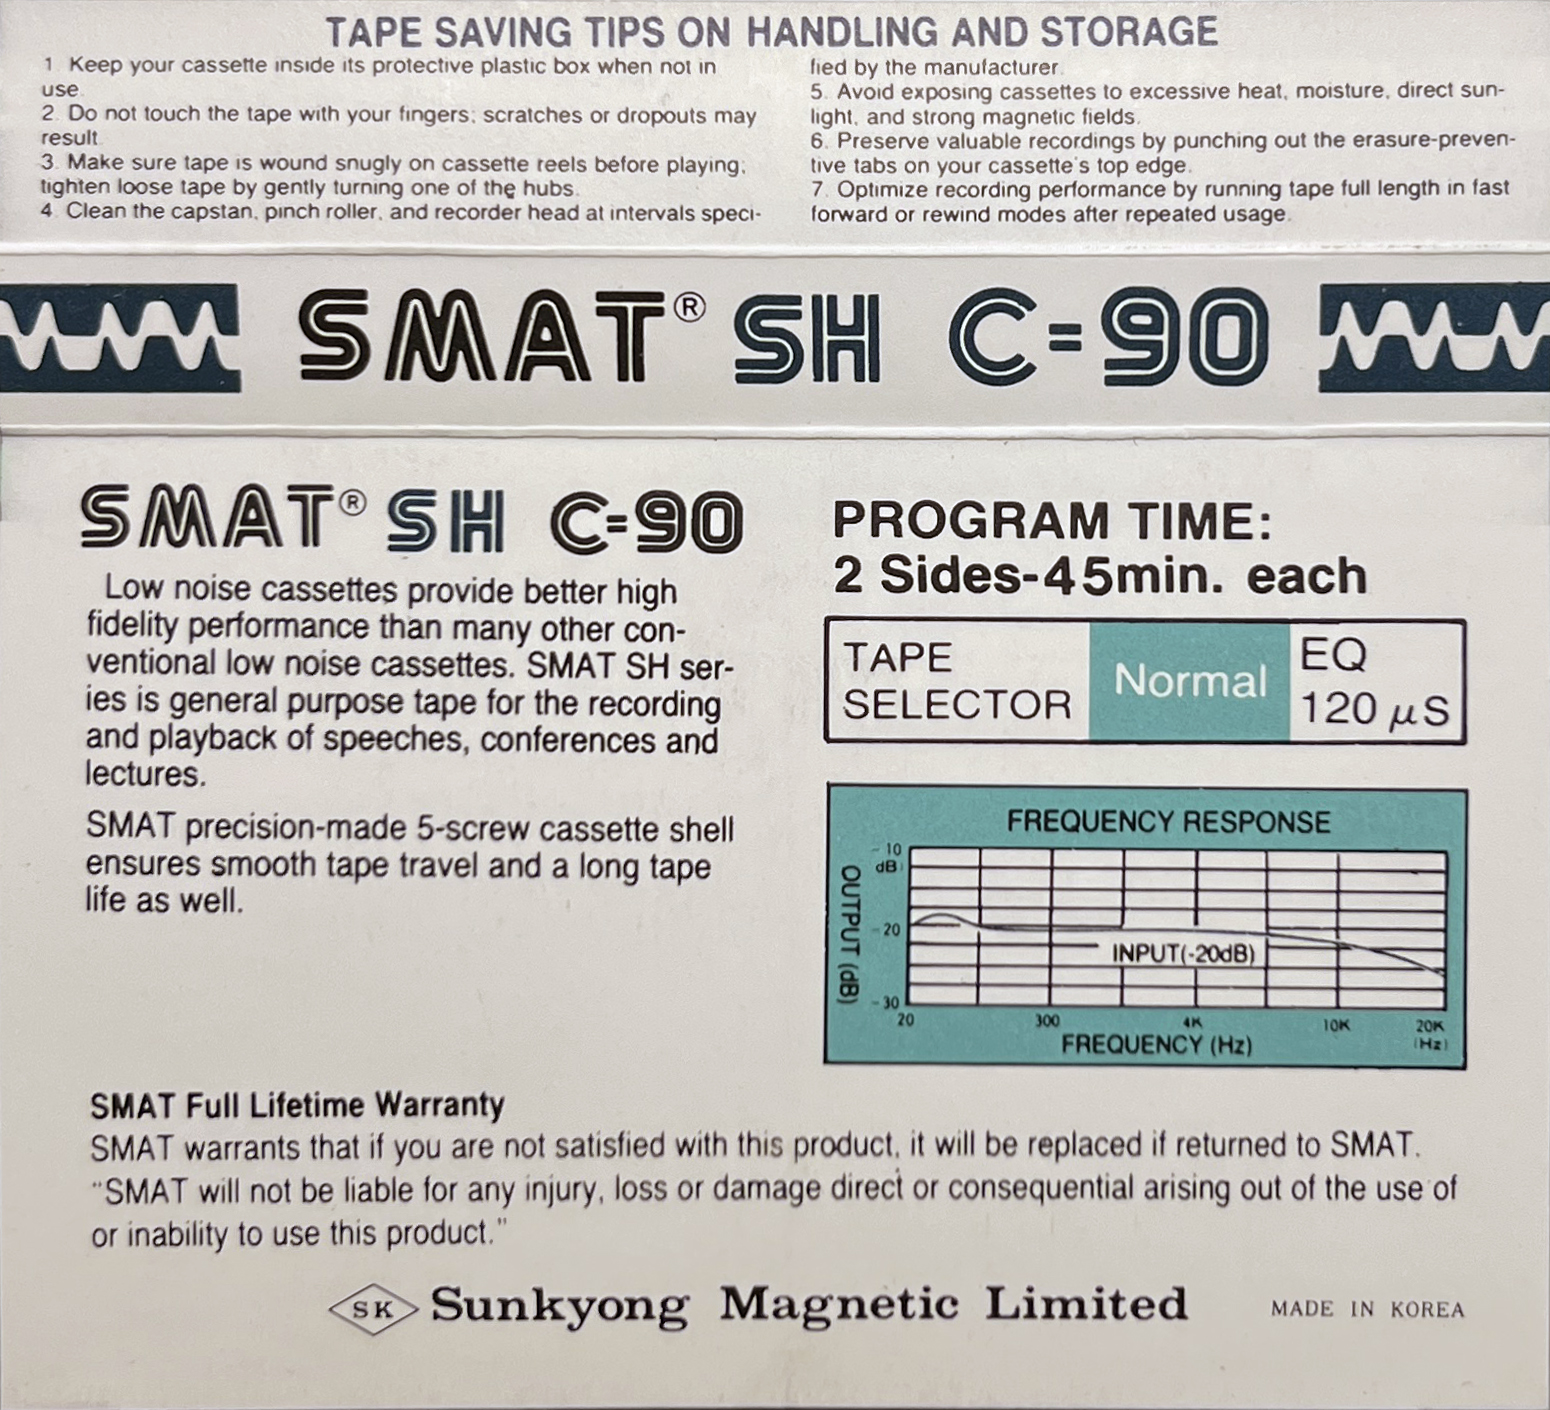 TAPE SAVING TIPS ON HANDLING AND STORAGE
1. Keep your cassette inside its protective plastic box when not in
use.
2. Do not touch the tape with your fingers; scratches or dropouts may
result.
3. Make sure tape is wound snugly on cassette reels before playing;
tighten loose tape by gently turning one of the hubs.
4. Clean the capstan, pinch roller, and recorder head at intervals speci-
fied by the manufacturer.
5. Avoid exposing cassettes to excessive heat, moisture, direct sun-
light, and strong magnetic fields.
6. Preserve valuable recordings by punching out the erasure-preven-
tive tabs on your cassette's top edge.
7. Optimize recording performance by running tape full length in fast
forward or rewind modes after repeated usage.
SMAT® SH C=90
SMAT® SH C=90
Low noise cassettes provide better high
fidelity performance than many other con-
ventional low noise cassettes. SMAT SH ser-
ies is general purpose tape for the recording
and playback of speeches, conferences and
lectures.
SMAT precision-made 5-screw cassette shell
ensures smooth tape travel and a long tape
life as well.
PROGRAM TIME:
2 Sides-45min. each
TAPE
SELECTOR
Normal
EQ
120 μS
FREQUENCY RESPONSE
OUTPUT (dB)
-10
dB
-20
-30
INPUT(-20dB)
20 300 4K 10K 20K
(Hz)
FREQUENCY (Hz)
SMAT Full Lifetime Warranty
SMAT warrants that if you are not satisfied with this product, it will be replaced if returned to SMAT.
"SMAT will not be liable for any injury, loss or damage direct or consequential arising out of the use of
or inability to use this product."
SK Sunkyong Magnetic Limited
MADE IN KOREA